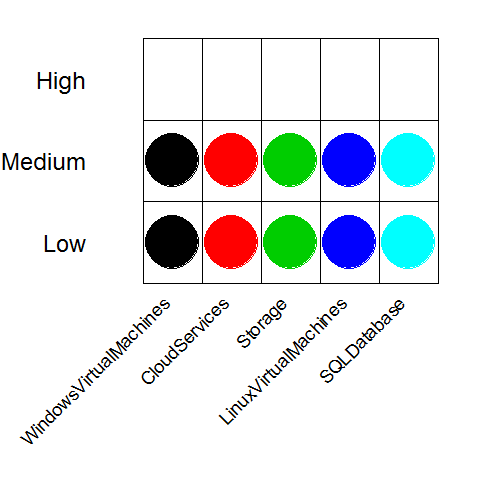 High
Medium
Low
WindowsVirtualMachines
CloudServices
Storage
LinuxVirtualMachines
SQLDatabase